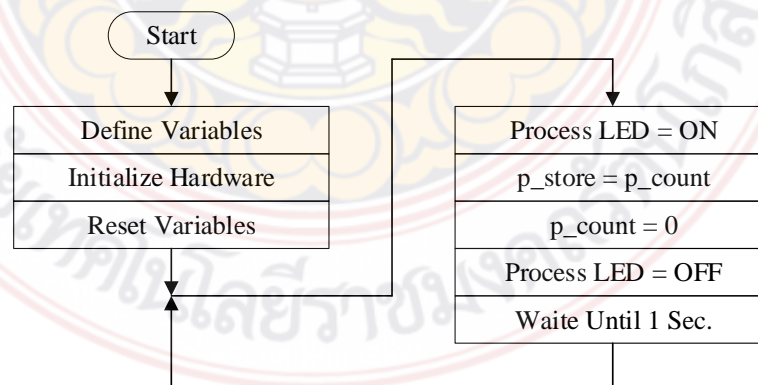 Start
Define Variables
Initialize Hardware
Reset Variables
Process LED = ON
p_store = p_count
p_count = 0
Process LED = OFF
Waite Until 1 Sec.